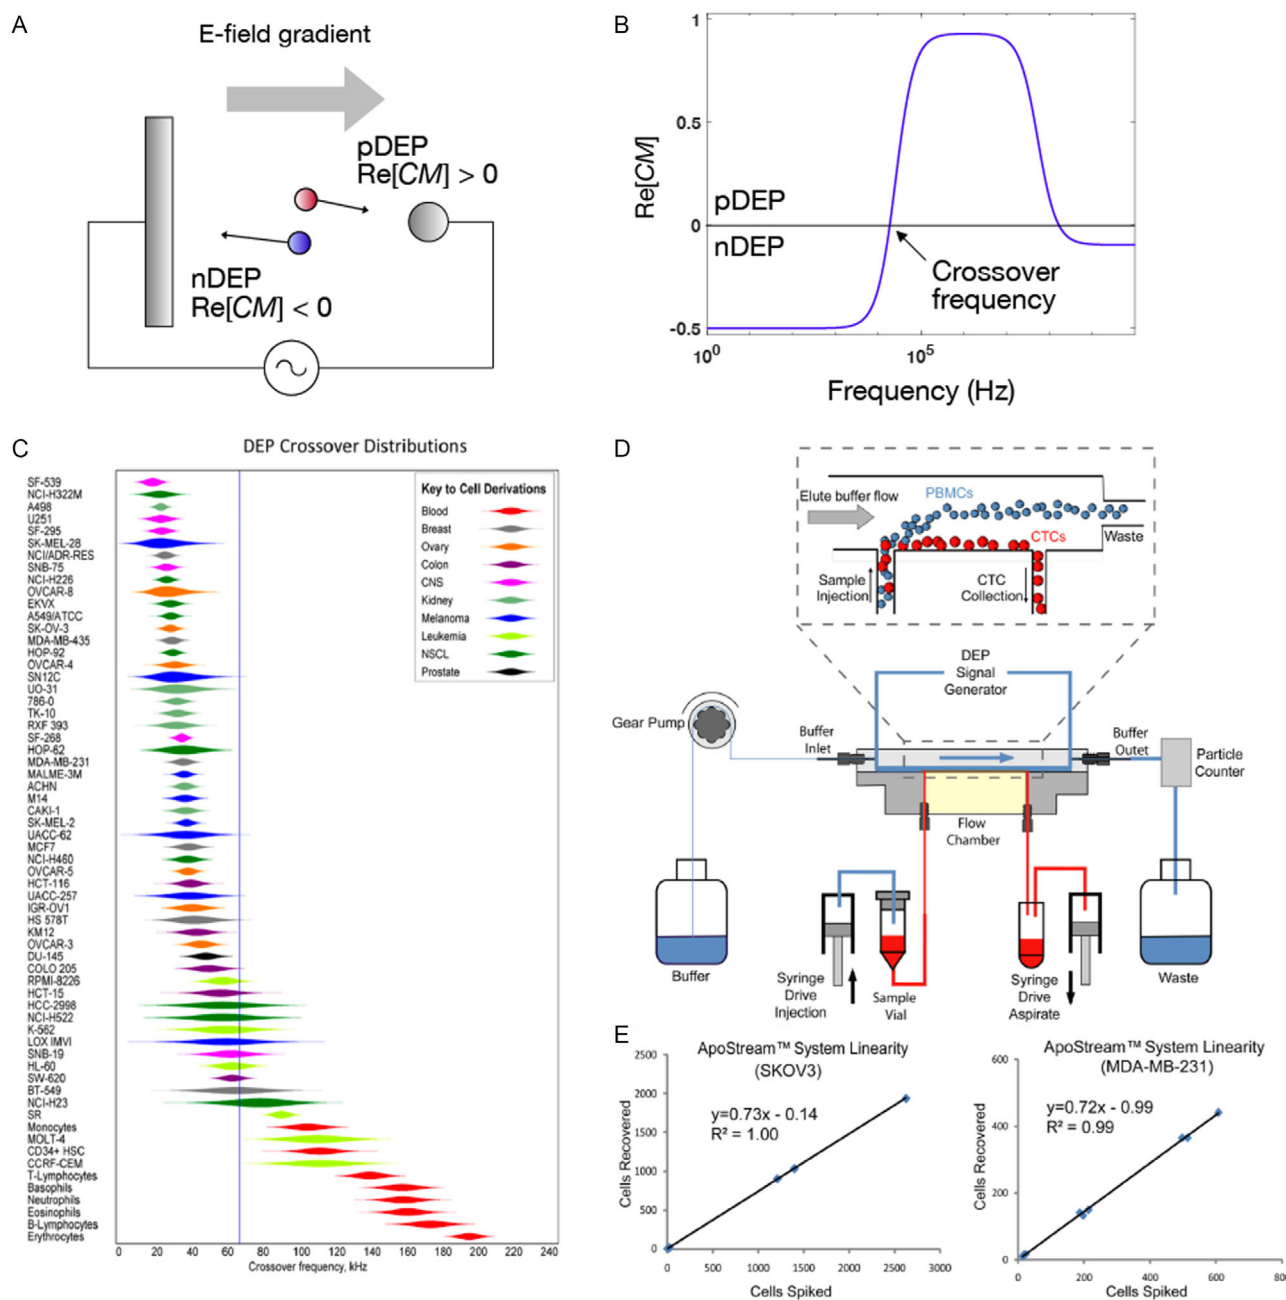 A
E-field gradient
pDEP
Re[CM] > 0
nDEP
Re[CM] < 0
B
Re[CM]
1
0.5
0
-0.5
pDEP
nDEP
Crossover
frequency
10⁰
10⁵
Frequency (Hz)
C
DEP Crossover Distributions
SF-539
NCI-H322M
A498
U251
SF-295
SK-MEL-28
NCI/ADR-RES
SNB-75
NCI-H226
OVCAR-8
EKVX
A549/ATCC
SK-OV-3
MDA-MB-435
HOP-92
OVCAR-4
SN12C
UO-31
786-0
TK-10
RXF 393
SF-268
HOP-62
MDA-MB-231
MALME-3M
ACHN
M14
CAKI-1
SK-MEL-2
UACC-62
MCF7
NCI-H460
OVCAR-5
HCT-116
UACC-257
IGR-OV1
HS 578T
KM12
OVCAR-3
DU-145
COLO 205
RPMI-8226
HCT-15
HCC-2998
NCI-H522
K-562
LOX IMVI
SNB-19
HL-60
SW-620
BT-549
NCI-H23
SR
Monocytes
MOLT-4
CD34+ HSC
CCRF-CEM
T-Lymphocytes
Basophils
Neutrophils
Eosinophils
B-Lymphocytes
Erythrocytes
Key to Cell Derivations
Blood
Breast
Ovary
Colon
CNS
Kidney
Melanoma
Leukemia
NSCL
Prostate
0 20 40 60 80 100 120 140 160 180 200 220 240
Crossover frequency, kHz
D
Elute buffer flow
PBMCs
CTCs
Waste
Sample
Injection
CTC
Collection
DEP
Signal
Generator
Gear Pump
Buffer
Inlet
Buffer
Outet
Particle
Counter
Flow
Chamber
Buffer
Syringe
Drive
Injection
Sample
Vial
Syringe
Drive
Aspirate
Waste
E
ApoStream™ System Linearity
(SKOV3)
y=0.73x - 0.14
R² = 1.00
Cells Recovered
2500
2000
1500
1000
500
0
0 500 1000 1500 2000 2500 3000
Cells Spiked
ApoStream™ System Linearity
(MDA-MB-231)
y=0.72x - 0.99
R² = 0.99
Cells Recovered
600
400
200
0
0 200 400 600 800
Cells Spiked